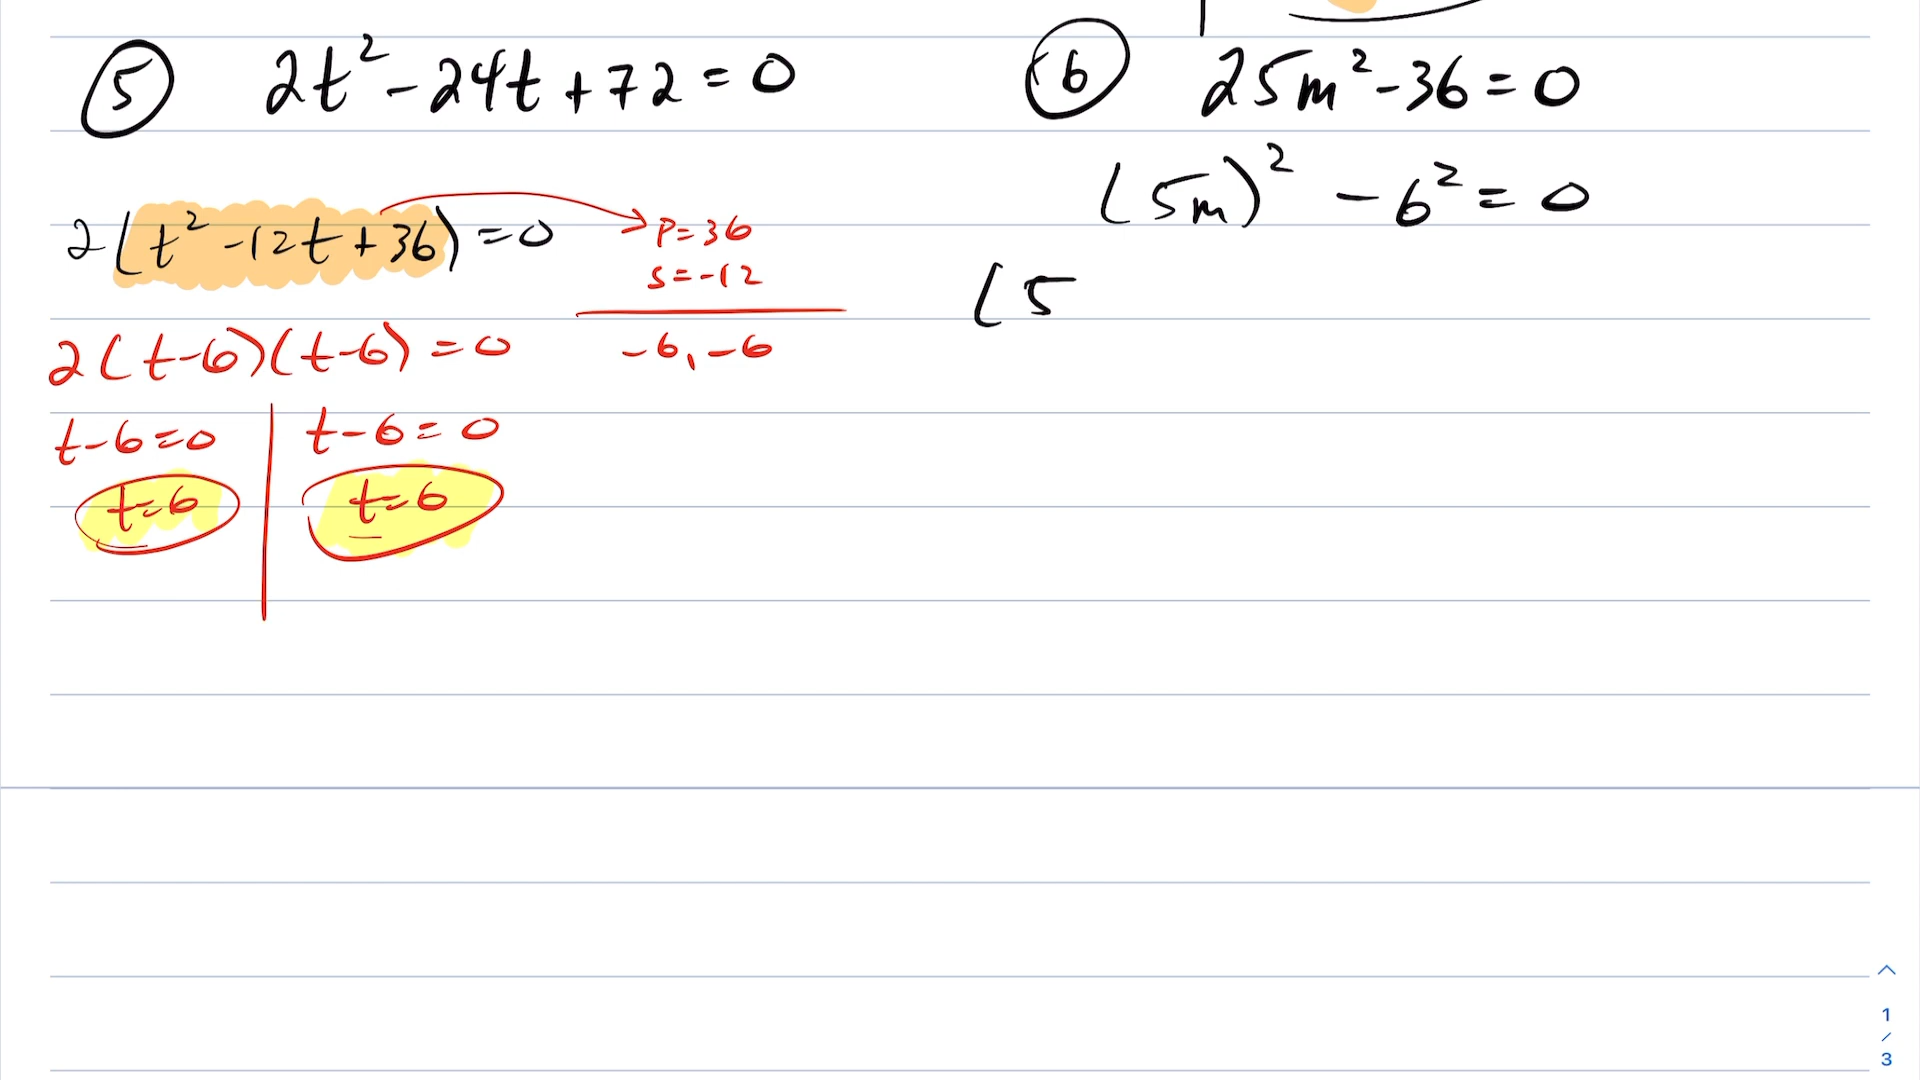 5 2t² - 24t + 72 = 0
2(t² - 12t + 36) = 0
P = 36
S = -12
-6, -6
2(t-6)(t-6) = 0
t-6=0 t-6=0
t=6 t=6
6 25m² - 36 = 0
(5m)² - 6² = 0
(5
1
/
3